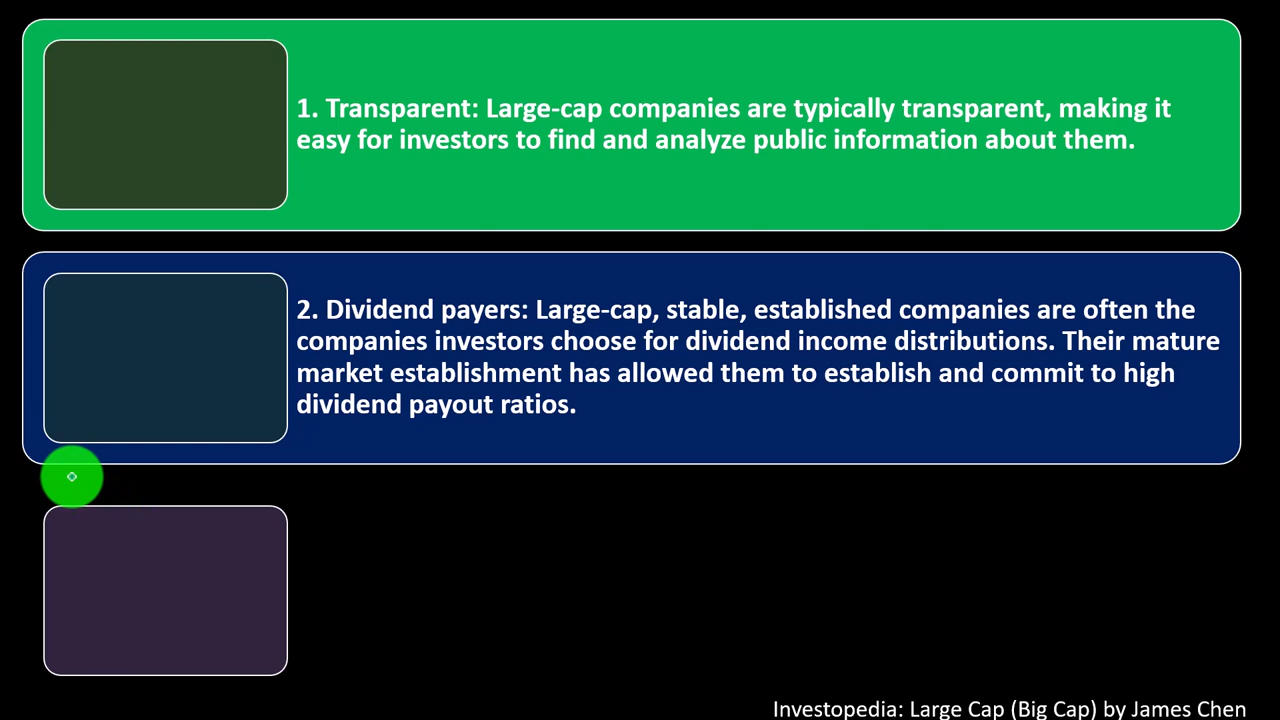 1. Transparent: Large-cap companies are typically transparent, making it
easy for investors to find and analyze public information about them.
2. Dividend payers: Large-cap, stable, established companies are often the
companies investors choose for dividend income distributions. Their mature
market establishment has allowed them to establish and commit to high
dividend payout ratios.
Investopedia: Large Cap (Big Cap) by James Chen